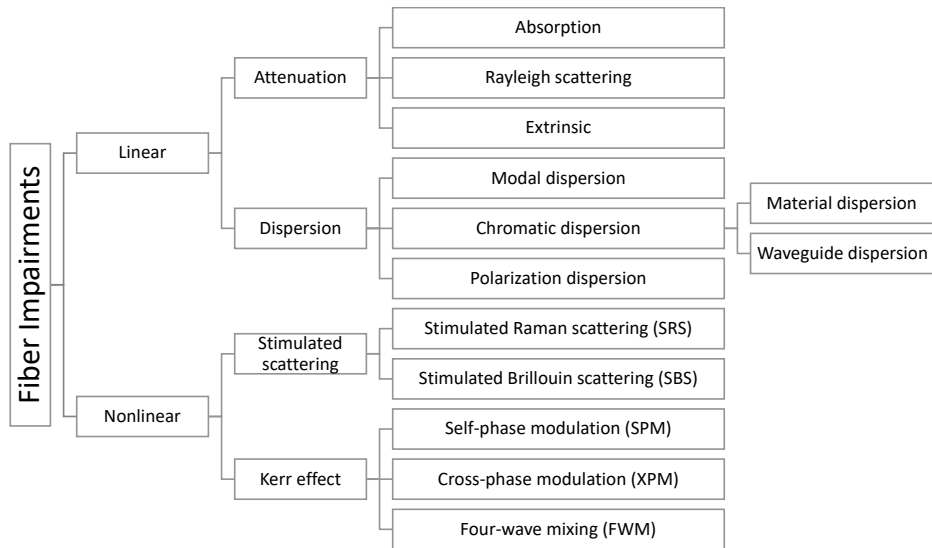 Fiber Impairments
Linear
Attenuation
Absorption
Rayleigh scattering
Extrinsic
Dispersion
Modal dispersion
Chromatic dispersion
Material dispersion
Waveguide dispersion
Polarization dispersion
Nonlinear
Stimulated
scattering
Stimulated Raman scattering (SRS)
Stimulated Brillouin scattering (SBS)
Kerr effect
Self-phase modulation (SPM)
Cross-phase modulation (XPM)
Four-wave mixing (FWM)